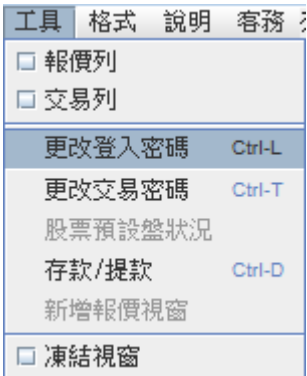 工具 格式 說明 客務
報價列
交易列
更改登入密碼 Ctrl-L
更改交易密碼 Ctrl-T
股票預設盤狀況
存款/提款 Ctrl-D
新增報價視窗
凍結視窗